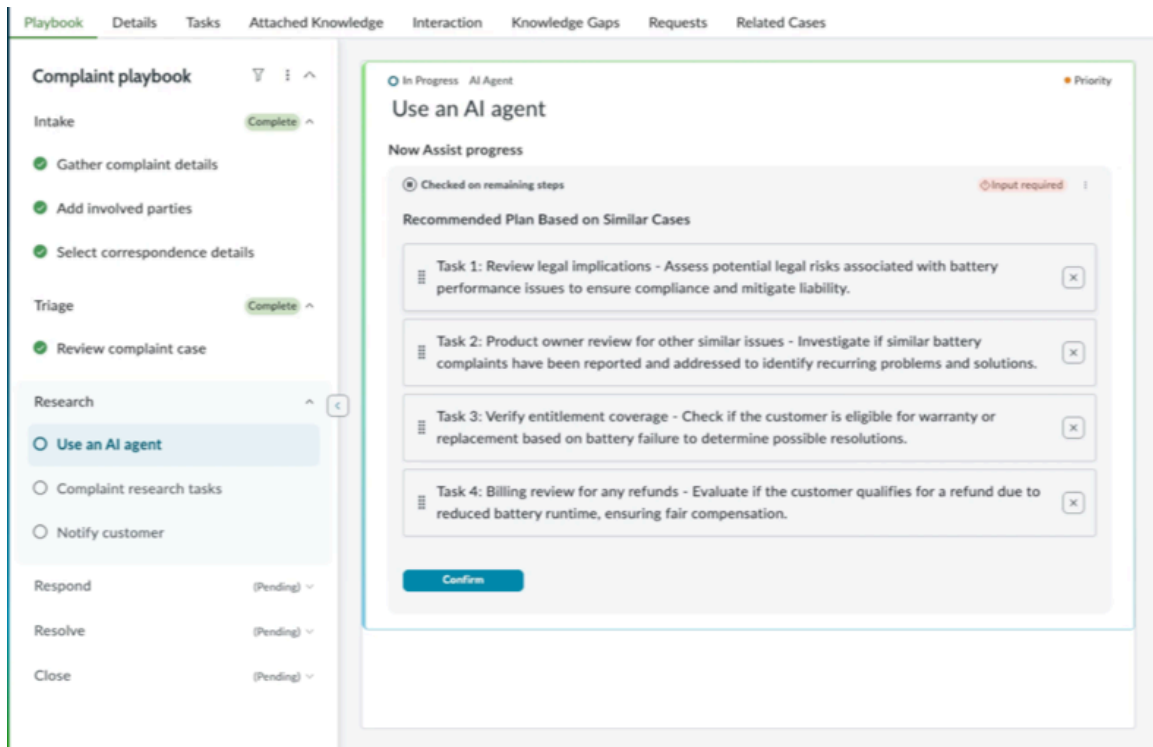 Playbook Details Tasks Attached Knowledge Interaction Knowledge Gaps Requests Related Cases
Complaint playbook
Intake Complete
Gather complaint details
Add involved parties
Select correspondence details
Triage Complete
Review complaint case
Research
Use an AI agent
Complaint research tasks
Notify customer
Respond (Pending)
Resolve (Pending)
Close (Pending)
In Progress AI Agent Priority
Use an AI agent
Now Assist progress
Checked on remaining steps Input required
Recommended Plan Based on Similar Cases
Task 1: Review legal implications - Assess potential legal risks associated with battery
performance issues to ensure compliance and mitigate liability.
Task 2: Product owner review for other similar issues - Investigate if similar battery
complaints have been reported and addressed to identify recurring problems and solutions.
Task 3: Verify entitlement coverage - Check if the customer is eligible for warranty or
replacement based on battery failure to determine possible resolutions.
Task 4: Billing review for any refunds - Evaluate if the customer qualifies for a refund due to
reduced battery runtime, ensuring fair compensation.
Confirm